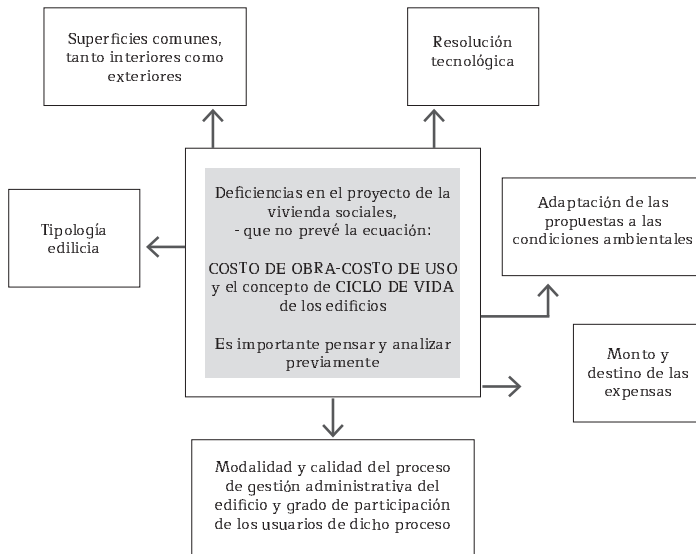 Superficies comunes,
tanto interiores como
exteriores
Resolución
tecnológica
Tipología
edilicia
Deficiencias en el proyecto de la
vivienda sociales,
- que no prevé la ecuación:
COSTO DE OBRA-COSTO DE USO
y el concepto de CICLO DE VIDA
de los edificios
Es importante pensar y analizar
previamente
Adaptación de las
propuestas a las
condiciones ambientales
Monto y
destino de las
expensas
Modalidad y calidad del proceso
de gestión administrativa del
edificio y grado de participación
de los usuarios de dicho proceso